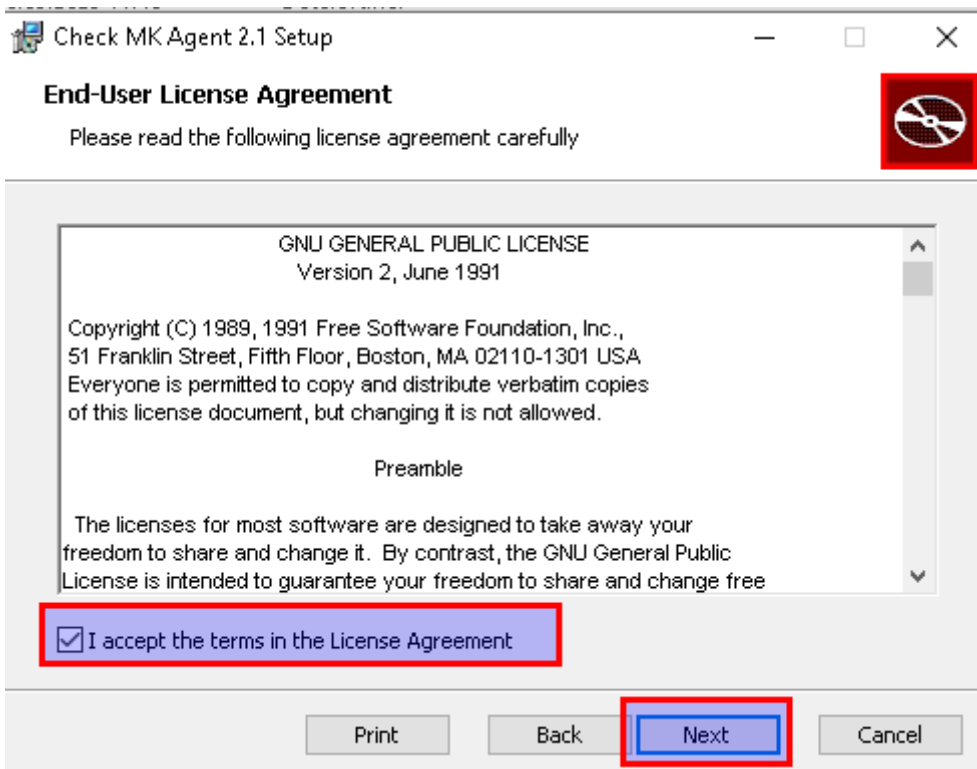 Check MK Agent 2.1 Setup
End-User License Agreement
Please read the following license agreement carefully
GNU GENERAL PUBLIC LICENSE
Version 2, June 1991
Copyright (C) 1989, 1991 Free Software Foundation, Inc.,
51 Franklin Street, Fifth Floor, Boston, MA 02110-1301 USA
Everyone is permitted to copy and distribute verbatim copies
of this license document, but changing it is not allowed.
Preamble
The licenses for most software are designed to take away your
freedom to share and change it.  By contrast, the GNU General Public
License is intended to guarantee your freedom to share and change free
I accept the terms in the License Agreement
Print Back Next Cancel